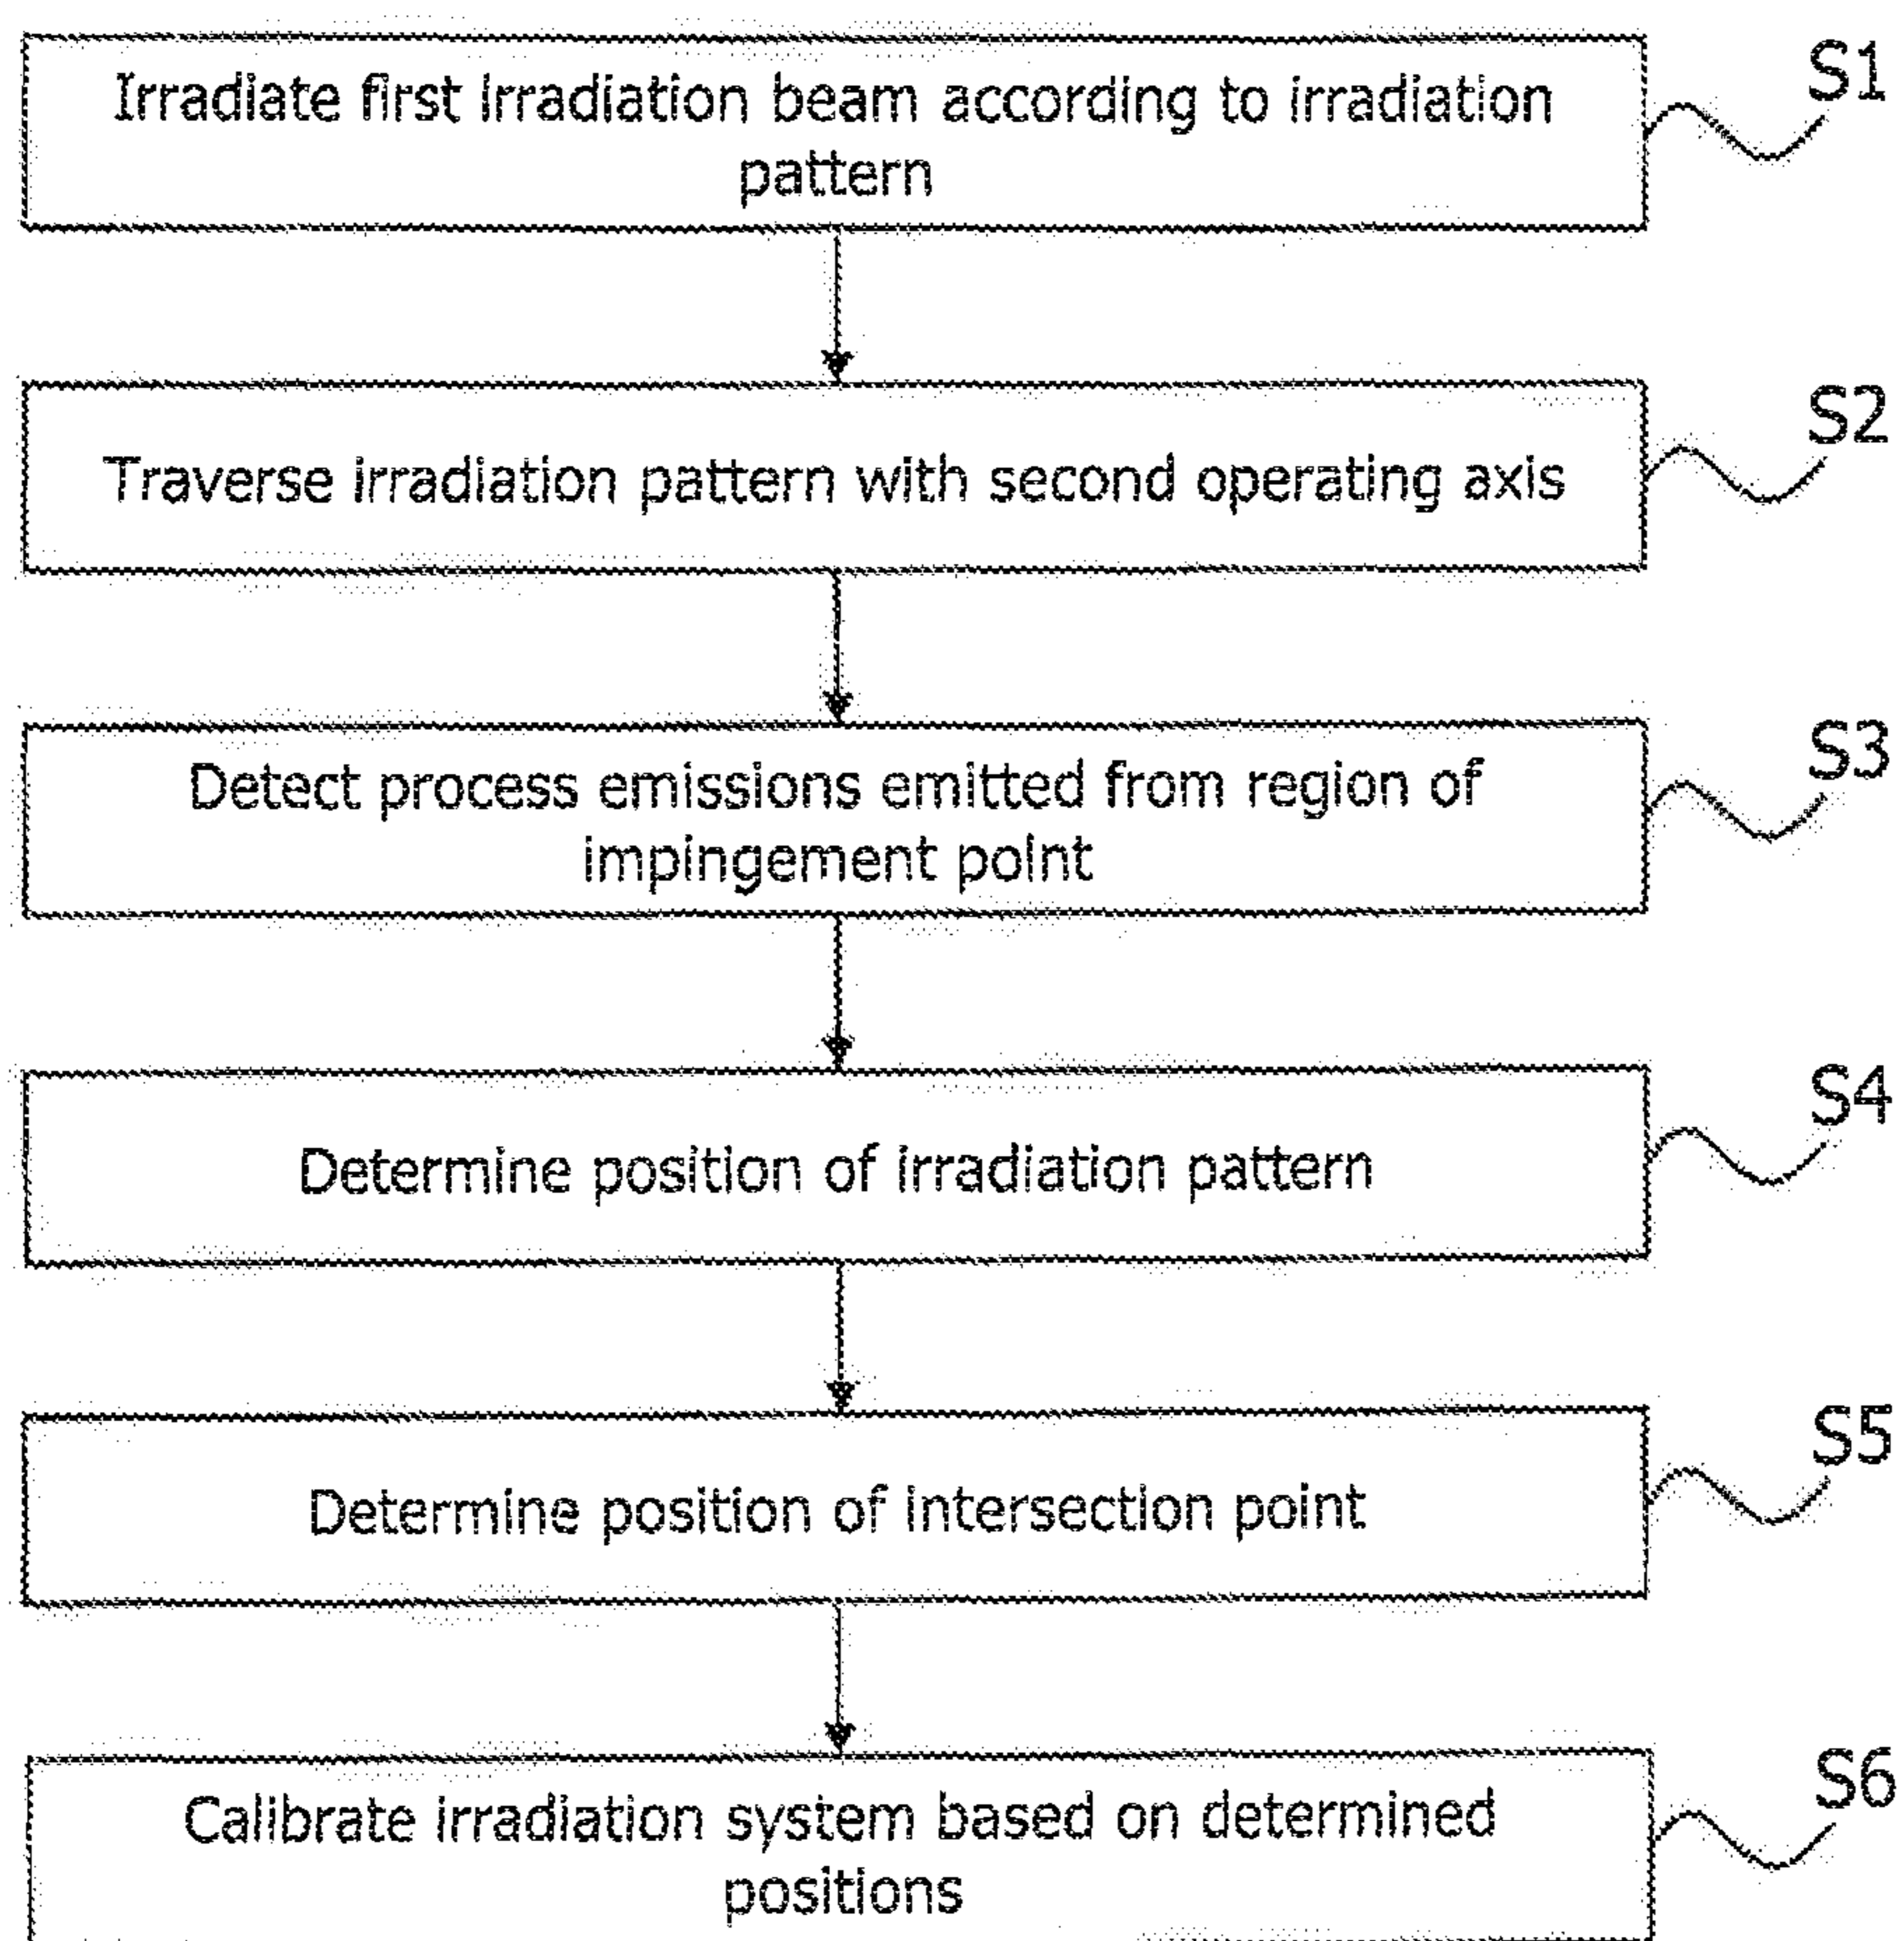 Irradiate first irradiation beam according to irradiation
pattern
S1
Traverse irradiation pattern with second operating axis
S2
Detect process emissions emitted from region of
impingement point
S3
Determine position of irradiation pattern
S4
Determine position of intersection point
S5
Calibrate irradiation system based on determined
positions
S6